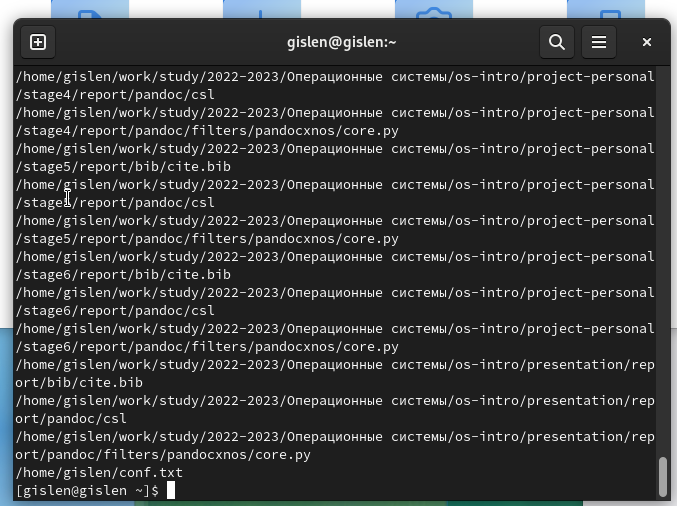 gislen@gislen:~
/home/gislen/work/study/2022-2023/Операционные системы/os-intro/project-personal
/stage4/report/pandoc/csl
/home/gislen/work/study/2022-2023/Операционные системы/os-intro/project-personal
/stage4/report/pandoc/filters/pandocxnos/core.py
/home/gislen/work/study/2022-2023/Операционные системы/os-intro/project-personal
/stage5/report/bib/cite.bib
/home/gislen/work/study/2022-2023/Операционные системы/os-intro/project-personal
/stage5/report/pandoc/csl
/home/gislen/work/study/2022-2023/Операционные системы/os-intro/project-personal
/stage5/report/pandoc/filters/pandocxnos/core.py
/home/gislen/work/study/2022-2023/Операционные системы/os-intro/project-personal
/stage6/report/bib/cite.bib
/home/gislen/work/study/2022-2023/Операционные системы/os-intro/project-personal
/stage6/report/pandoc/csl
/home/gislen/work/study/2022-2023/Операционные системы/os-intro/project-personal
/stage6/report/pandoc/filters/pandocxnos/core.py
/home/gislen/work/study/2022-2023/Операционные системы/os-intro/presentation/rep
ort/bib/cite.bib
/home/gislen/work/study/2022-2023/Операционные системы/os-intro/presentation/rep
ort/pandoc/csl
/home/gislen/work/study/2022-2023/Операционные системы/os-intro/presentation/rep
ort/pandoc/filters/pandocxnos/core.py
/home/gislen/conf.txt
[gislen@gislen ~]$